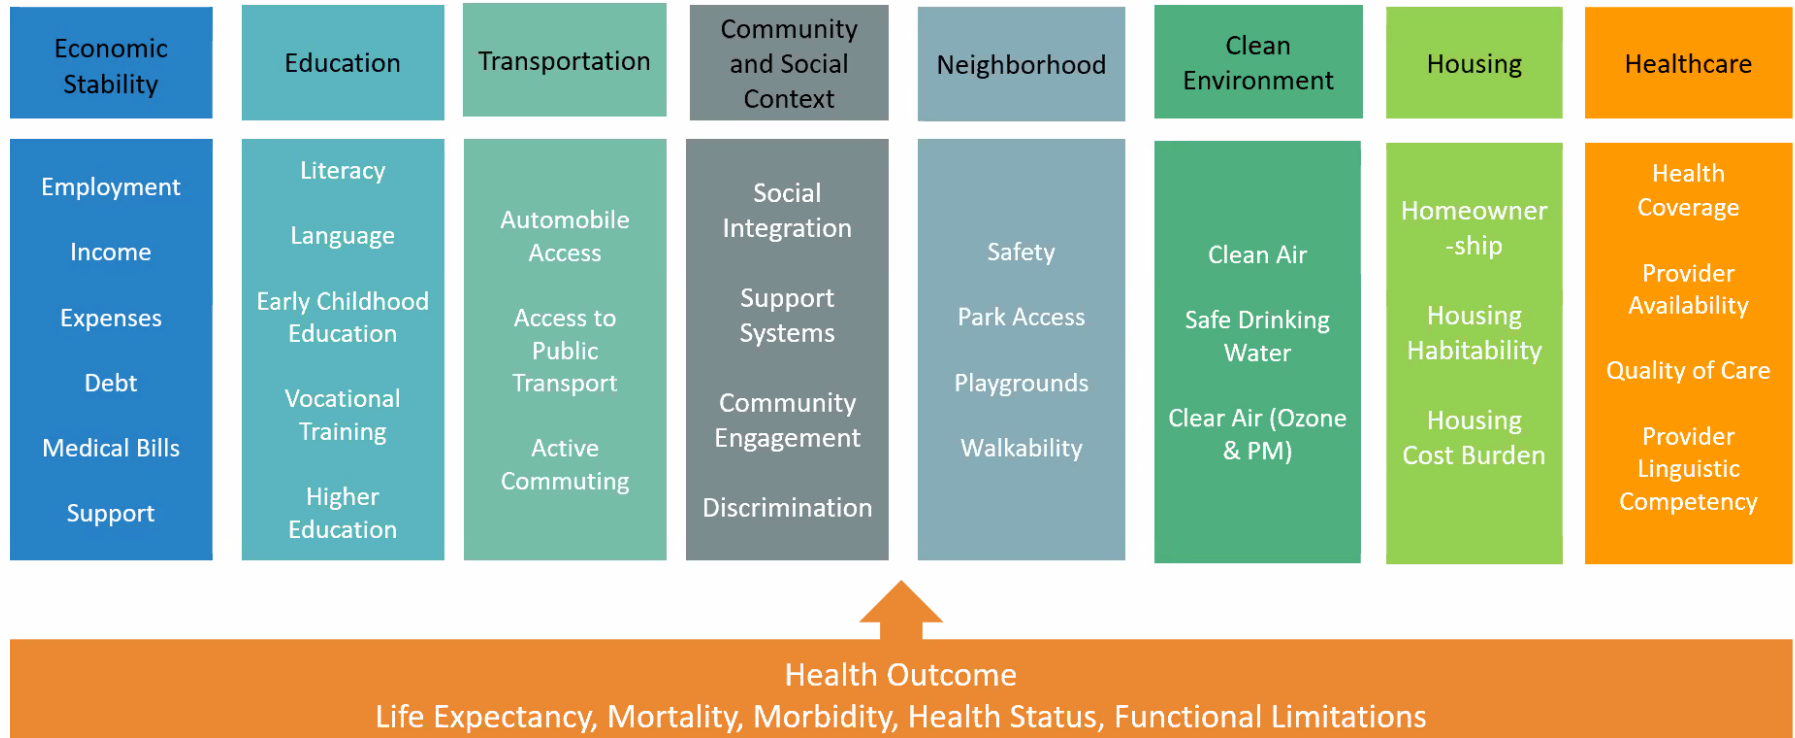 Economic
Stability
Education
Transportation
Community
and Social
Context
Neighborhood
Clean
Environment
Housing
Healthcare
Employment
Income
Expenses
Debt
Medical Bills
Support
Literacy
Language
Early Childhood
Education
Vocational
Training
Higher
Education
Automobile
Access
Access to
Public
Transport
Active
Commuting
Social
Integration
Support
Systems
Community
Engagement
Discrimination
Safety
Park Access
Playgrounds
Walkability
Clean Air
Safe Drinking
Water
Clear Air (Ozone
& PM)
Homeowner
-ship
Housing
Habitability
Housing
Cost Burden
Health
Coverage
Provider
Availability
Quality of Care
Provider
Linguistic
Competency
Health Outcome
Life Expectancy, Mortality, Morbidity, Health Status, Functional Limitations